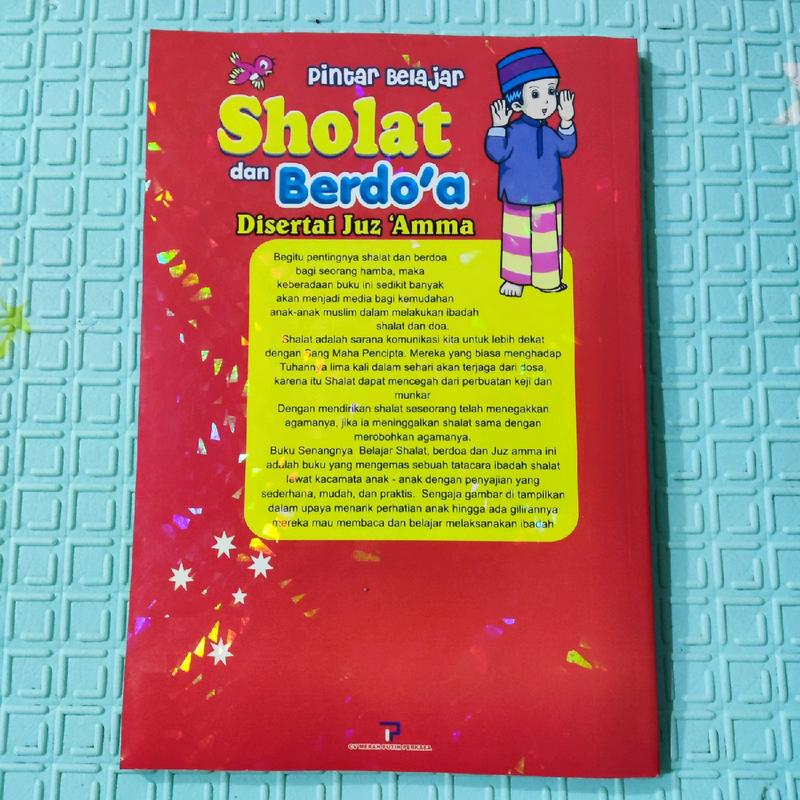 Pintar Belajar
Sholat
dan Berdo'a
Disertai Juz 'Amma
Begitu pentingnya shalat dan berdoa
bagi seorang hamba, maka
keberadaan buku ini sedikit banyak
akan menjadi media bagi kemudahan
anak-anak muslim dalam melakukan ibadah
shalat dan doa.
Shalat adalah sarana komunikasi kita untuk lebih dekat
dengan Sang Maha Pencipta. Mereka yang biasa menghadap
Tuhannya lima kali dalam sehari akan terjaga dari dosa,
karena itu Shalat dapat mencegah dari perbuatan keji dan
munkar
Dengan mendirikan shalat seseorang telah menegakkan
agamanya, jika ia meninggalkan shalat sama dengan
merobohkan agamanya.
Buku Senangnya Belajar Shalat, berdoa dan Juz amma ini
adalah buku yang mengemas sebuah tatacara ibadah shalat
lewat kacamata anak - anak dengan penyajian yang
sederhana, mudah, dan praktis. Sengaja gambar di tampilkan
dalam upaya menarik perhatian anak hingga ada gilirannya
mereka mau membaca dan belajar melaksanakan ibadah
CV MERAH PUTIH PERKASA